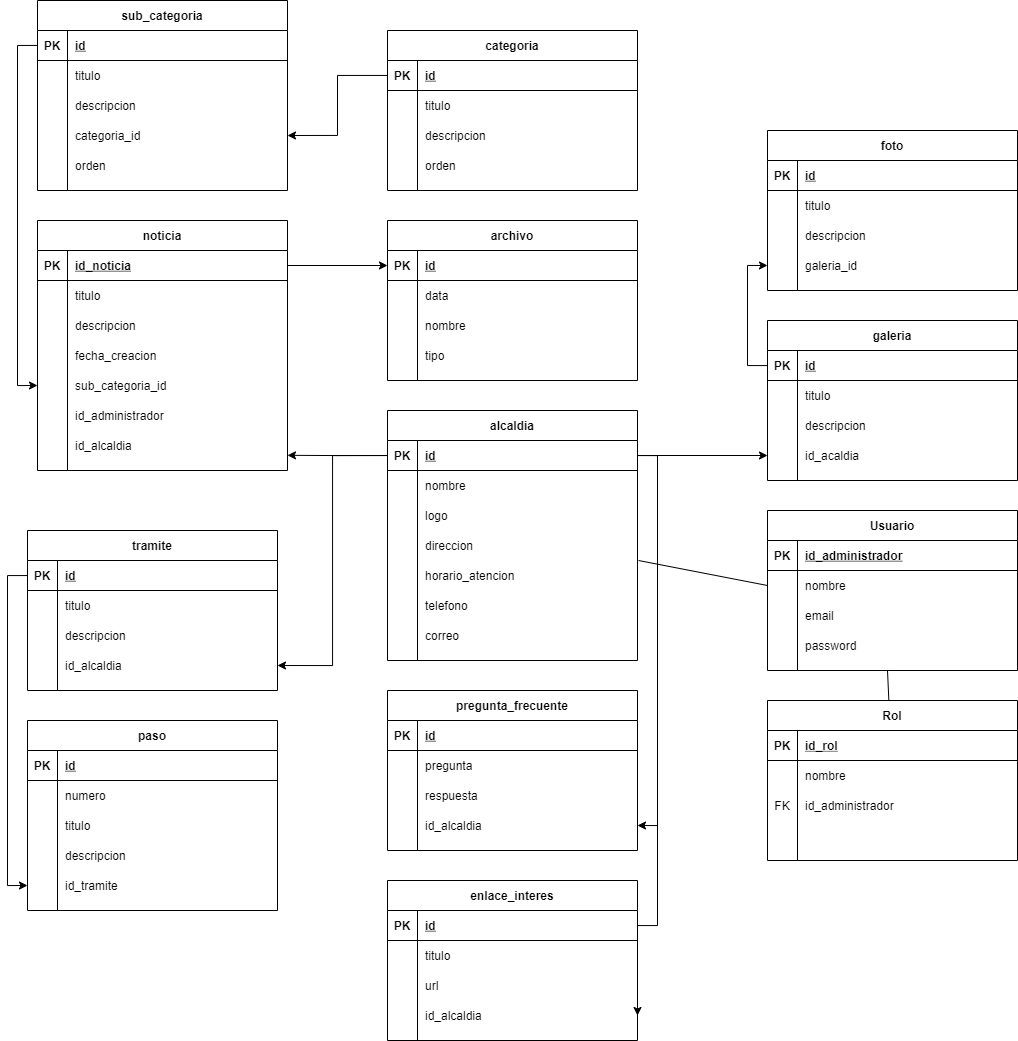 sub_categoria
PK id
titulo
descripcion
categoria_id
orden
categoria
PK id
titulo
descripcion
orden
foto
PK id
titulo
descripcion
galeria_id
noticia
PK id_noticia
titulo
descripcion
fecha_creacion
sub_categoria_id
id_administrador
id_alcaldia
archivo
PK id
data
nombre
tipo
galeria
PK id
titulo
descripcion
id_acaldia
alcaldia
PK id
nombre
logo
direccion
horario_atencion
telefono
correo
Usuario
PK id_administrador
nombre
email
password
tramite
PK id
titulo
descripcion
id_alcaldia
pregunta_frecuente
PK id
pregunta
respuesta
id_alcaldia
Rol
PK id_rol
nombre
FK id_administrador
paso
PK id
numero
titulo
descripcion
id_tramite
enlace_interes
PK id
titulo
url
id_alcaldia